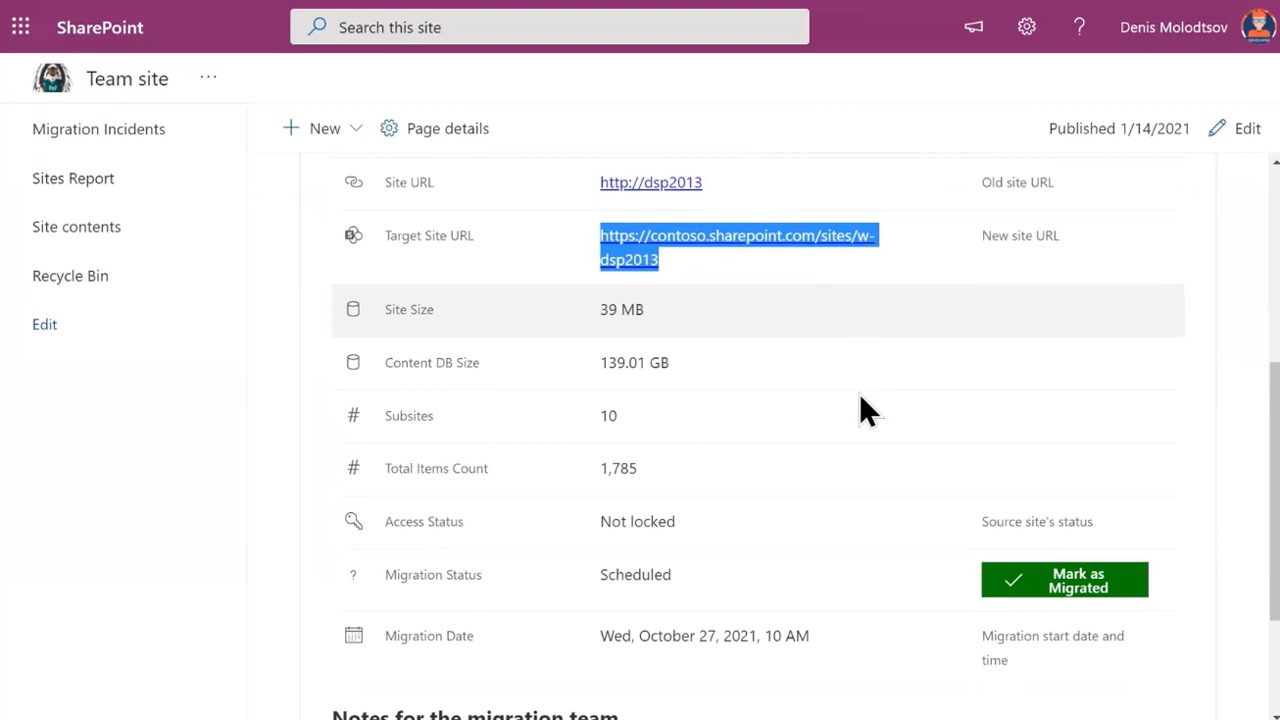 SharePoint
Search this site
?
Denis Molodtsov
Team site
...
Migration Incidents
Sites Report
Site contents
Recycle Bin
Edit
New
Page details
Published 1/14/2021
Edit
Site URL
http://dsp2013
Old site URL
Target Site URL
https://contoso.sharepoint.com/sites/w-
dsp2013
New site URL
Site Size
39 MB
Content DB Size
139.01 GB
# Subsites
10
# Total Items Count
1,785
Access Status
Not locked
Source site's status
? Migration Status
Scheduled
Mark as
Migrated
Migration Date
Wed, October 27, 2021, 10 AM
Migration start date and
time
Notes for the migration team